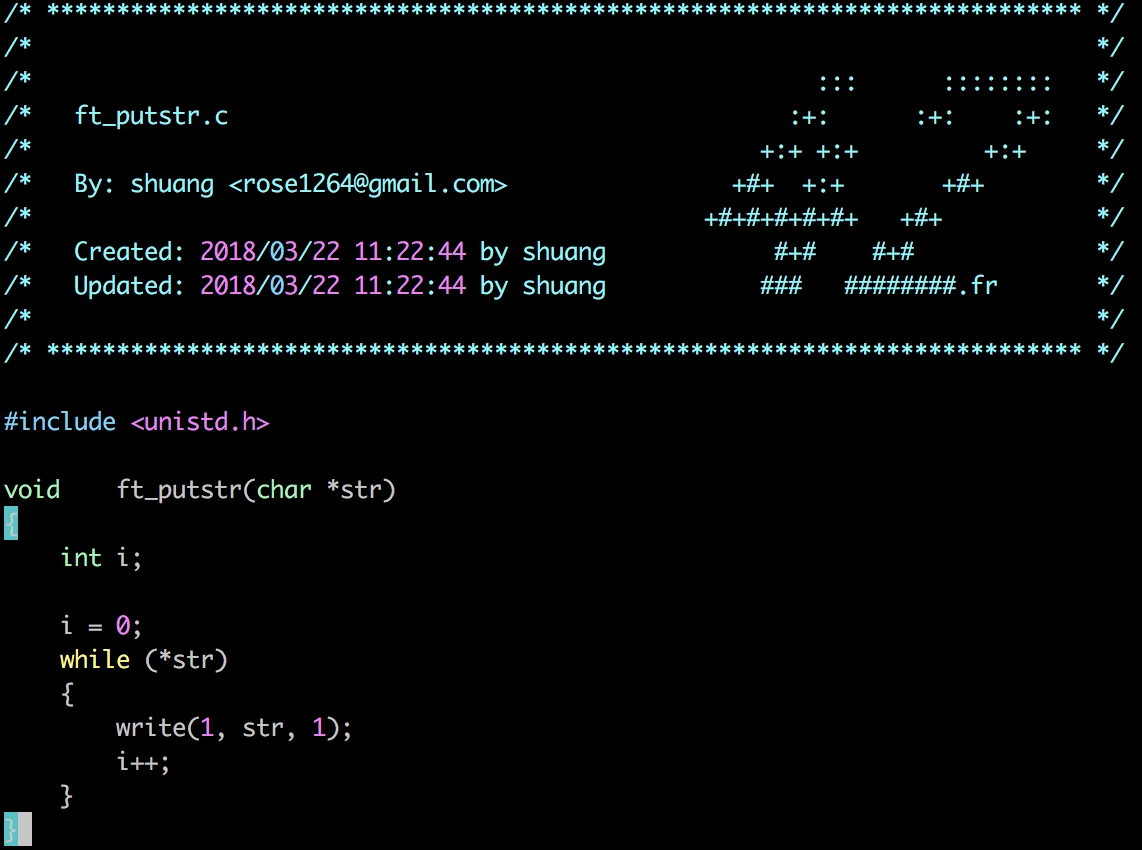 /* ************************************************************************** */
/*                                                                            */
/*                                                        :::      ::::::::   */
/*   ft_putstr.c                                        :+:      :+:    :+:   */
/*                                                    +:+ +:+         +:+     */
/*   By: shuang <rose1264@gmail.com>                +#+  +:+       +#+        */
/*                                                +#+#+#+#+#+   +#+           */
/*   Created: 2018/03/22 11:22:44 by shuang            #+#    #+#             */
/*   Updated: 2018/03/22 11:22:44 by shuang           ###   ########.fr       */
/*                                                                            */
/* ************************************************************************** */

#include <unistd.h>

void    ft_putstr(char *str)
{
    int i;

    i = 0;
    while (*str)
    {
        write(1, str, 1);
        i++;
    }
}